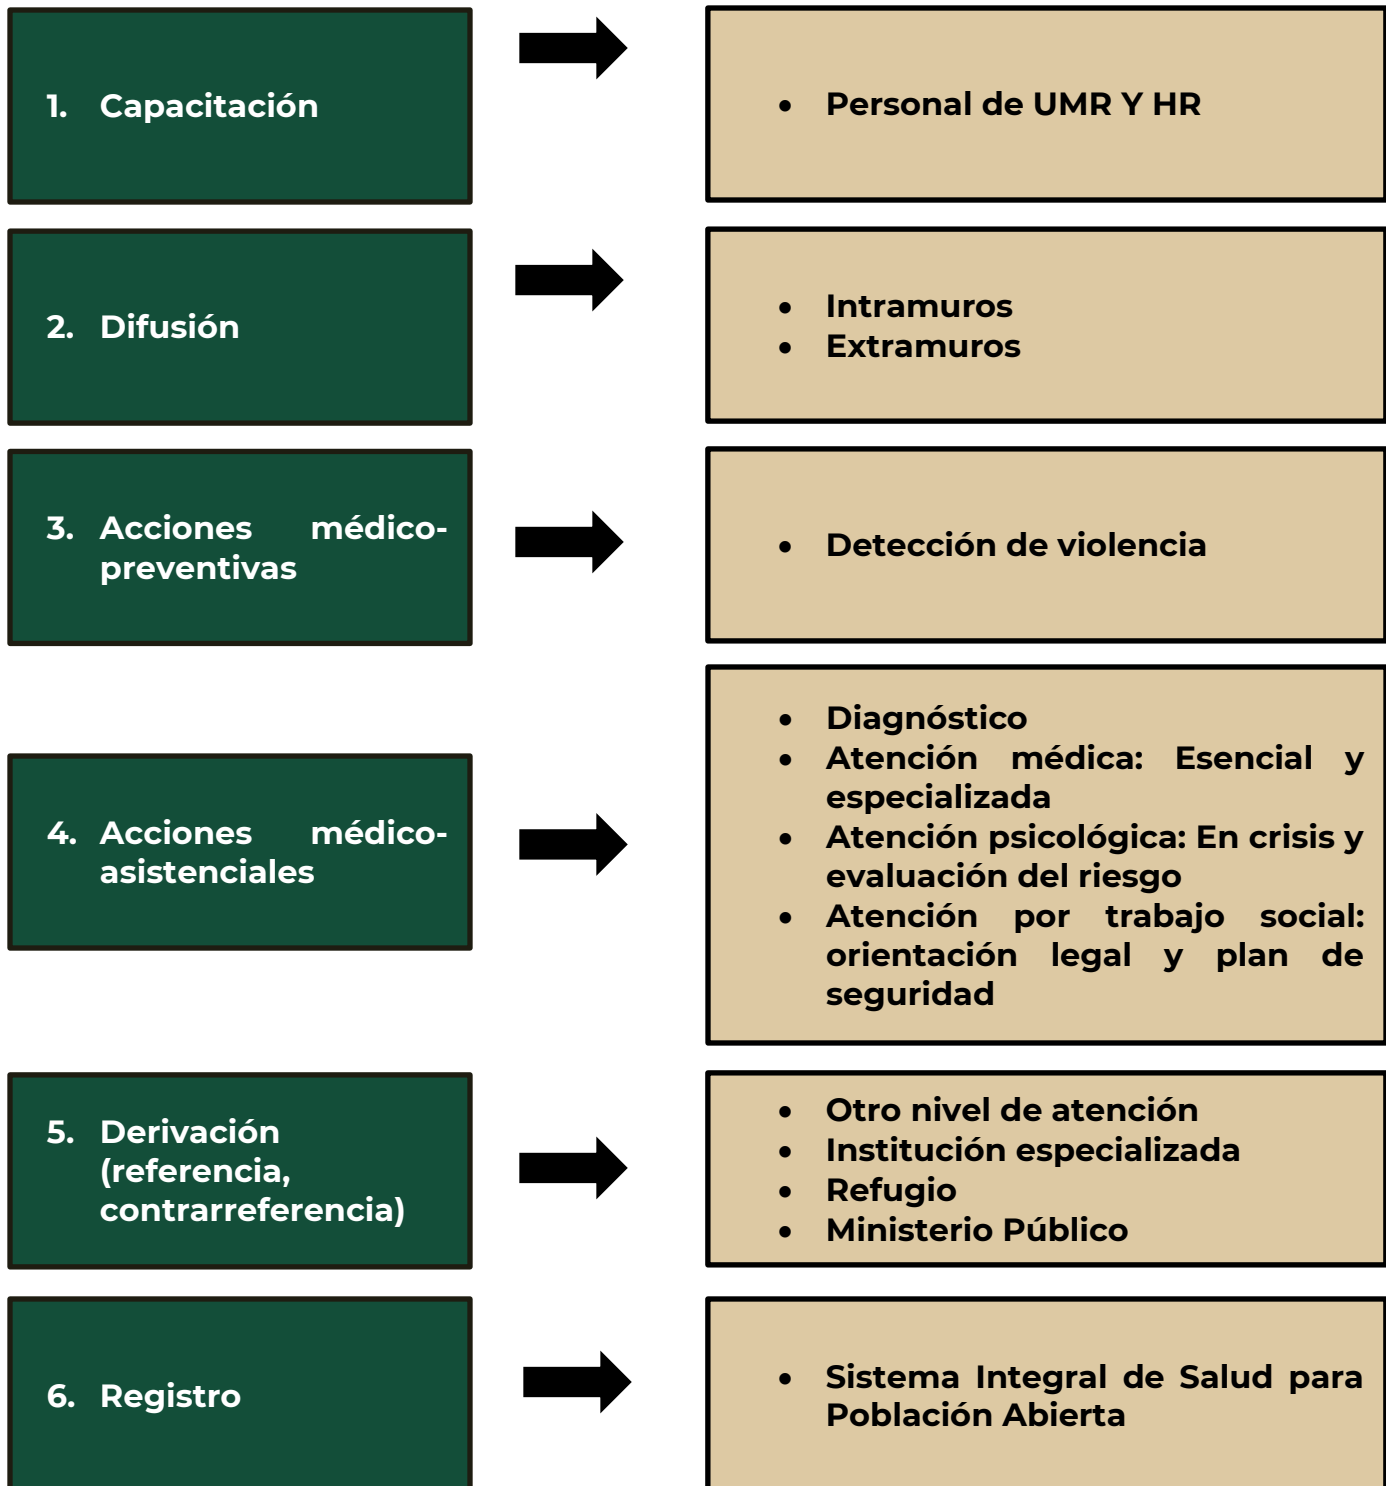 1. Capacitación
• Personal de UMR Y HR
2. Difusión
• Intramuros
• Extramuros
3. Acciones médico-
preventivas
• Detección de violencia
4. Acciones médico-
asistenciales
• Diagnóstico
• Atención médica: Esencial y
especializada
• Atención psicológica: En crisis y
evaluación del riesgo
• Atención por trabajo social:
orientación legal y plan de
seguridad
5. Derivación
(referencia,
contrarreferencia)
• Otro nivel de atención
• Institución especializada
• Refugio
• Ministerio Público
6. Registro
• Sistema Integral de Salud para
Población Abierta